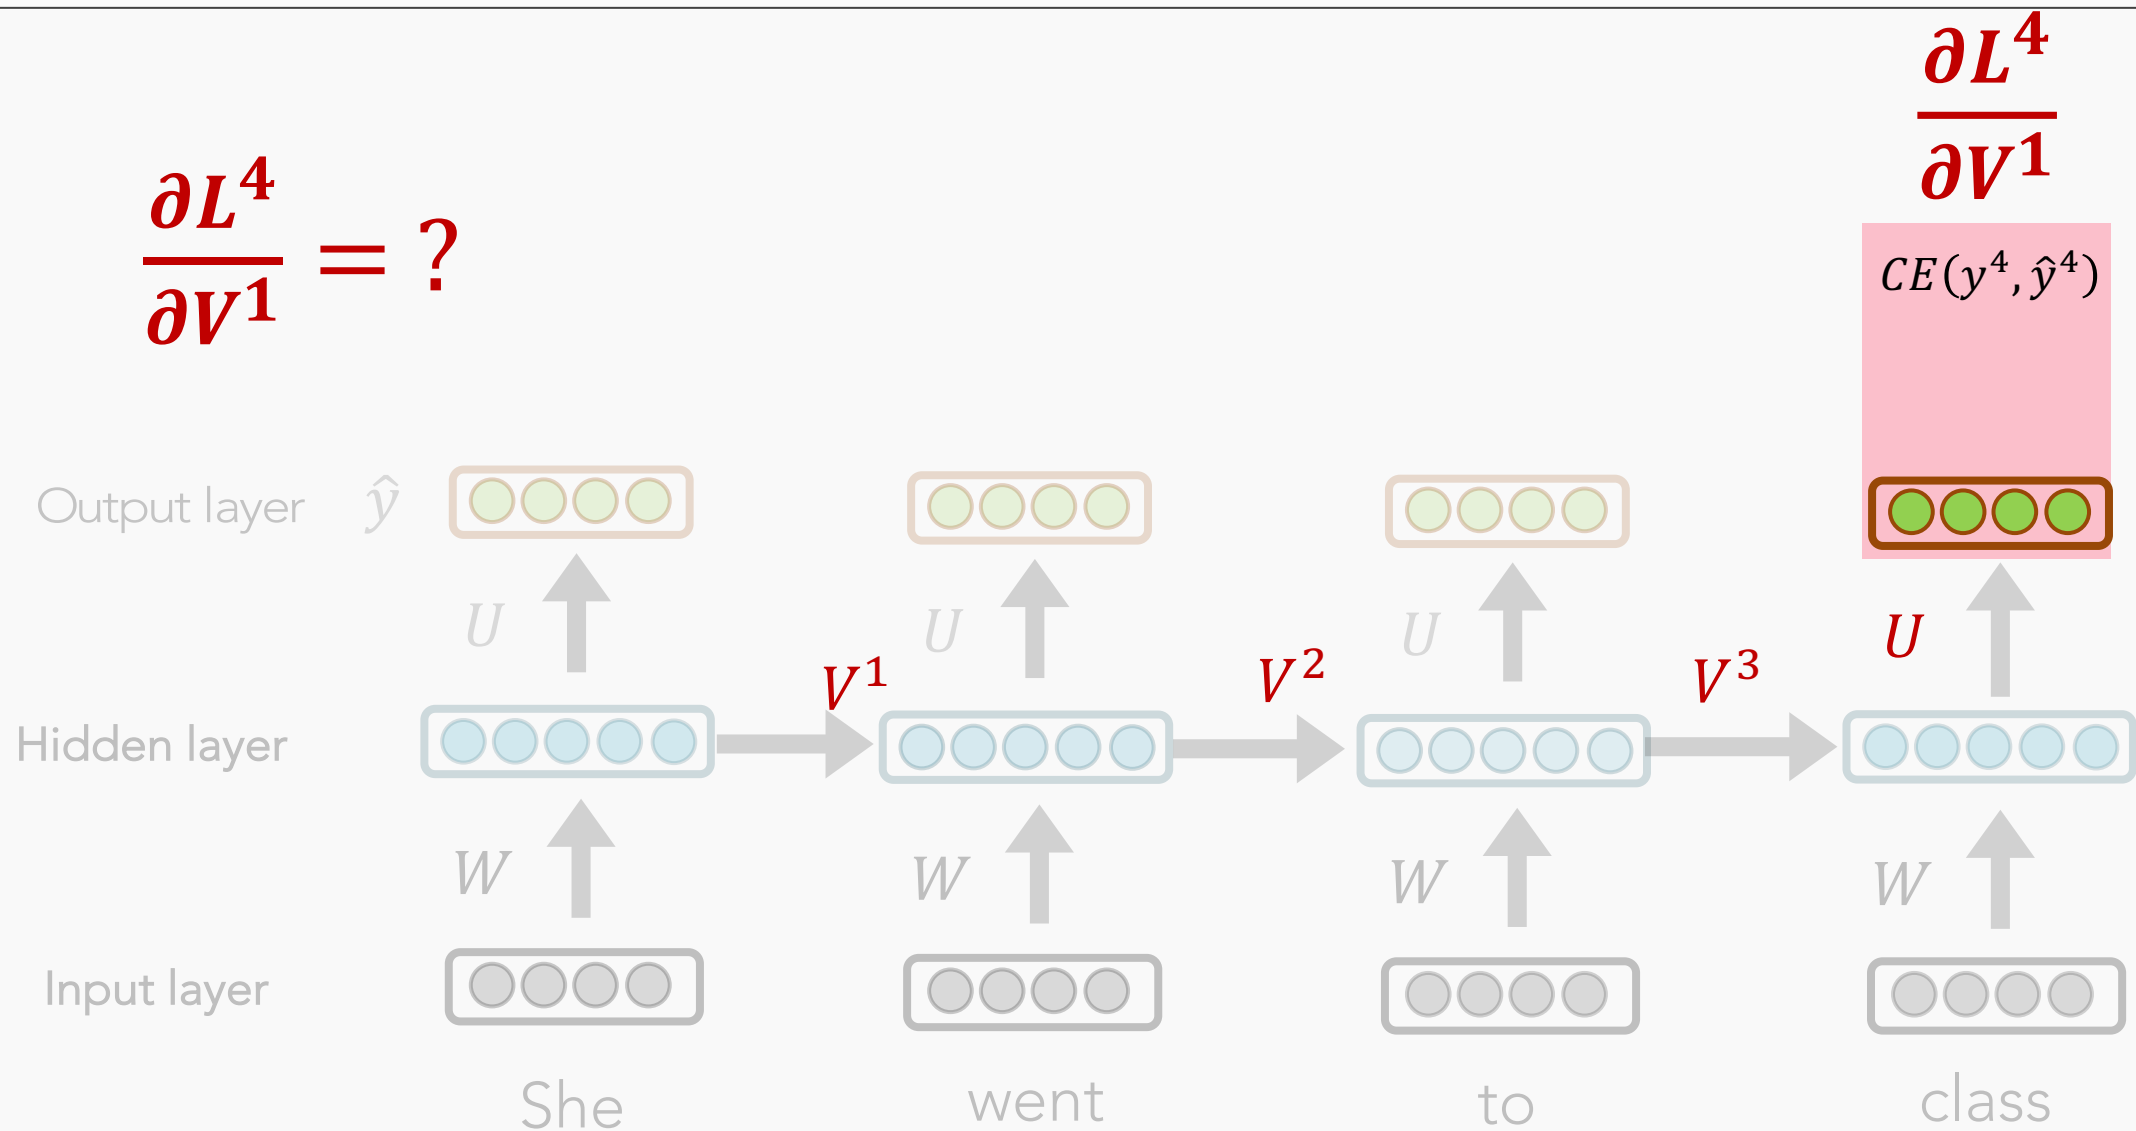 ∂L⁴/∂V¹
∂L⁴/∂V¹ = ?
CE(y⁴, ŷ⁴)
Output layer ŷ
U U U U
V¹ V² V³
Hidden layer
W W W W
Input layer
She went to class